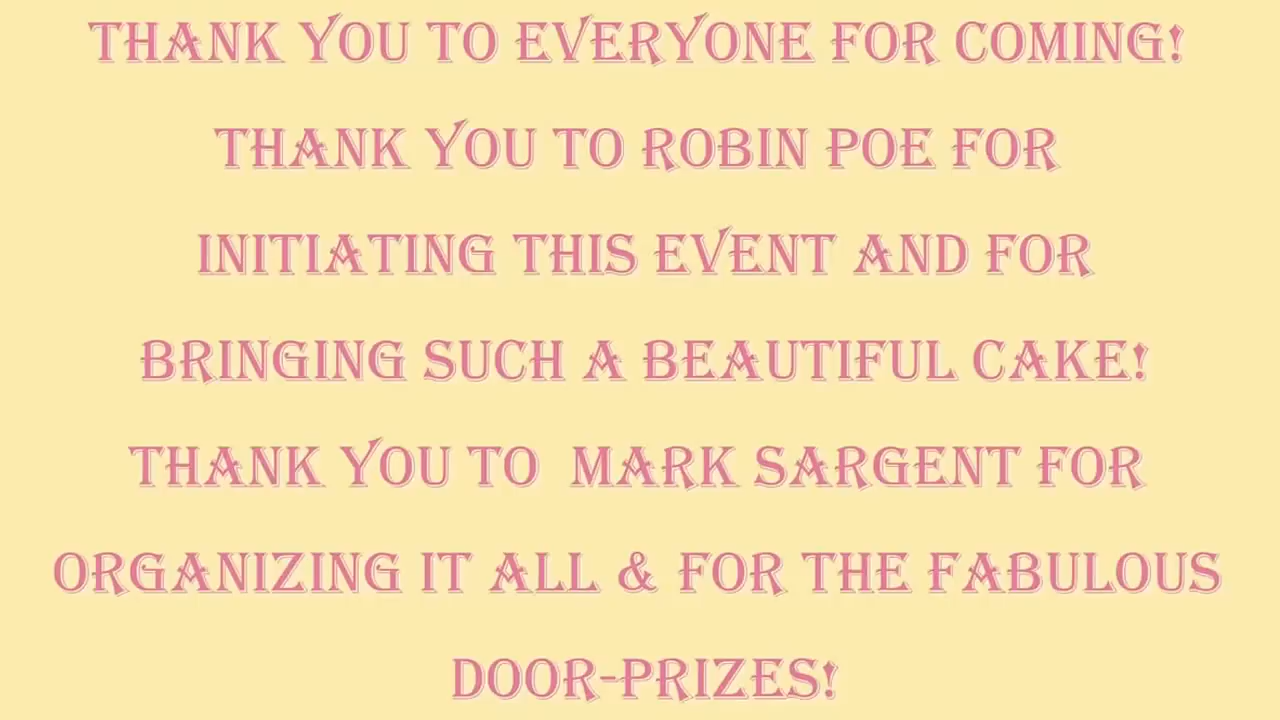 THANK YOU TO EVERYONE FOR COMING!
THANK YOU TO ROBIN POE FOR
INITIATING THIS EVENT AND FOR
BRINGING SUCH A BEAUTIFUL CAKE!
THANK YOU TO  MARK SARGENT FOR
ORGANIZING IT ALL & FOR THE FABULOUS
DOOR-PRIZES!